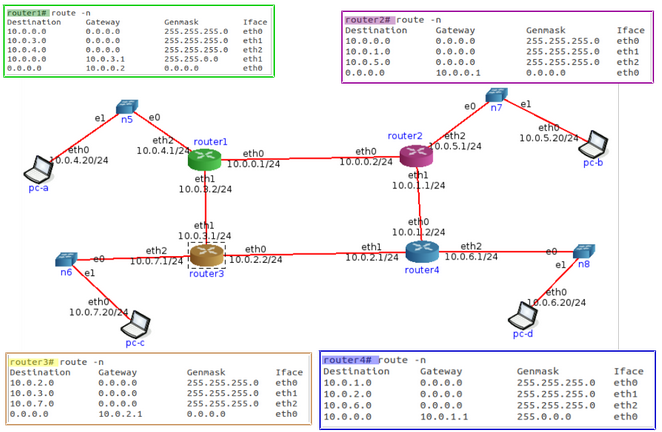 router1# route -n
Destination Gateway Genmask Iface
10.0.0.0 0.0.0.0 255.255.255.0 eth0
10.0.3.0 0.0.0.0 255.255.255.0 eth1
10.0.4.0 0.0.0.0 255.255.255.0 eth2
10.0.0.0 10.0.3.1 255.255.0.0 eth1
0.0.0.0 10.0.0.2 0.0.0.0 eth0
router2# route -n
Destination Gateway Genmask Iface
10.0.0.0 0.0.0.0 255.255.255.0 eth0
10.0.1.0 0.0.0.0 255.255.255.0 eth1
10.0.5.0 0.0.0.0 255.255.255.0 eth2
0.0.0.0 10.0.0.1 0.0.0.0 eth0
n5
e1
e0
eth2
10.0.4.1/24
10.0.4.20/24
pc-a
router1
eth0
10.0.0.1/24
eth1
10.0.3.2/24
n7
e0
e1
eth2
10.0.5.1/24
10.0.5.20/24
pc-b
router2
eth0
10.0.0.2/24
eth1
10.0.1.1/24
eth1
10.0.3.1/24
eth0
10.0.2.2/24
eth2
10.0.7.1/24
router3
n6
e0
e1
eth0
10.0.7.20/24
pc-c
eth0
10.0.1.2/24
eth1
10.0.2.1/24
eth2
10.0.6.1/24
router4
e0
n8
e1
eth0
10.0.6.20/24
pc-d
router3# route -n
Destination Gateway Genmask Iface
10.0.2.0 0.0.0.0 255.255.255.0 eth0
10.0.3.0 0.0.0.0 255.255.255.0 eth1
10.0.7.0 0.0.0.0 255.255.255.0 eth2
0.0.0.0 10.0.2.1 0.0.0.0 eth0
router4# route -n
Destination Gateway Genmask Iface
10.0.1.0 0.0.0.0 255.255.255.0 eth0
10.0.2.0 0.0.0.0 255.255.255.0 eth1
10.0.6.0 0.0.0.0 255.255.255.0 eth2
10.0.0.0 10.0.1.1 255.0.0.0 eth0